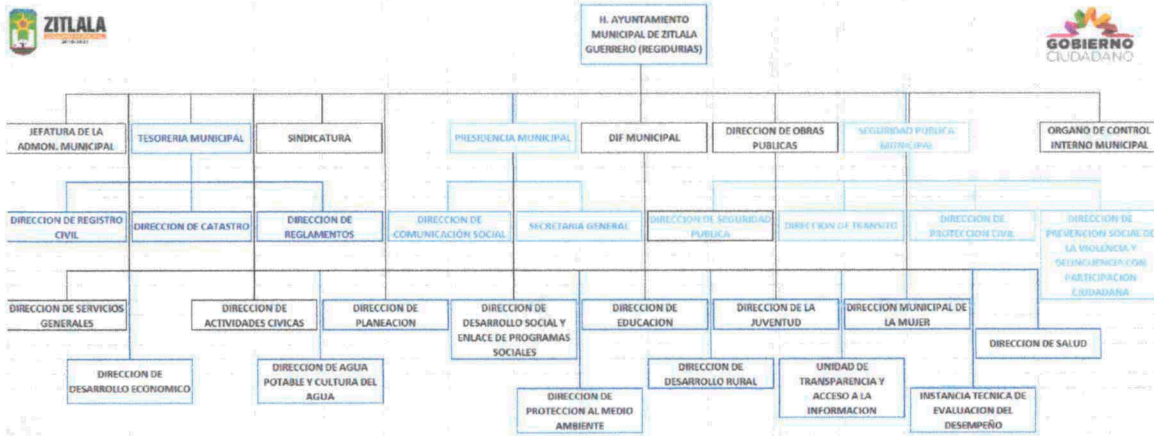 ZITLALA
H. AYUNTAMIENTO
MUNICIPAL DE ZITLALA
GUERRERO (REGIDURIAS)
GOBIERNO
CIUDADANO
JEFATURA DE LA
ADMON. MUNICIPAL
TESORERIA MUNICIPAL
SINDICATURA
PRESIDENCIA MUNICIPAL
DIF MUNICIPAL
DIRECCION DE OBRAS
PUBLICAS
SEGURIDAD PUBLICA
MUNICIPAL
ORGANO DE CONTROL
INTERNO MUNICIPAL
DIRECCION DE REGISTRO
CIVIL
DIRECCION DE CATASTRO
DIRECCION DE
REGLAMENTOS
DIRECCION DE
COMUNICACIÓN SOCIAL
SECRETARIA GENERAL
DIRECCION DE SEGURIDAD
PUBLICA
DIRECCION DE TRANSITO
DIRECCION DE
PROTECCION CIVIL
DIRECCION DE
PREVENCION SOCIAL DE
LA VIOLENCIA Y
DELINCUENCIA CON
PARTICIPACION
CIUDADANA
DIRECCION DE SERVICIOS
GENERALES
DIRECCION DE
ACTIVIDADES CIVICAS
DIRECCION DE
PLANEACION
DIRECCION DE
DESARROLLO SOCIAL Y
ENLACE DE PROGRAMAS
SOCIALES
DIRECCION DE
EDUCACION
DIRECCION DE LA
JUVENTUD
DIRECCION MUNICIPAL DE
LA MUJER
DIRECCION DE SALUD
DIRECCION DE
DESARROLLO ECONOMICO
DIRECCION DE AGUA
POTABLE Y CULTURA DEL
AGUA
DIRECCION DE
PROTECCION AL MEDIO
AMBIENTE
DIRECCION DE
DESARROLLO RURAL
UNIDAD DE
TRANSPARENCIA Y
ACCESO A LA
INFORMACION
INSTANCIA TECNICA DE
EVALUACION DEL
DESEMPEÑO